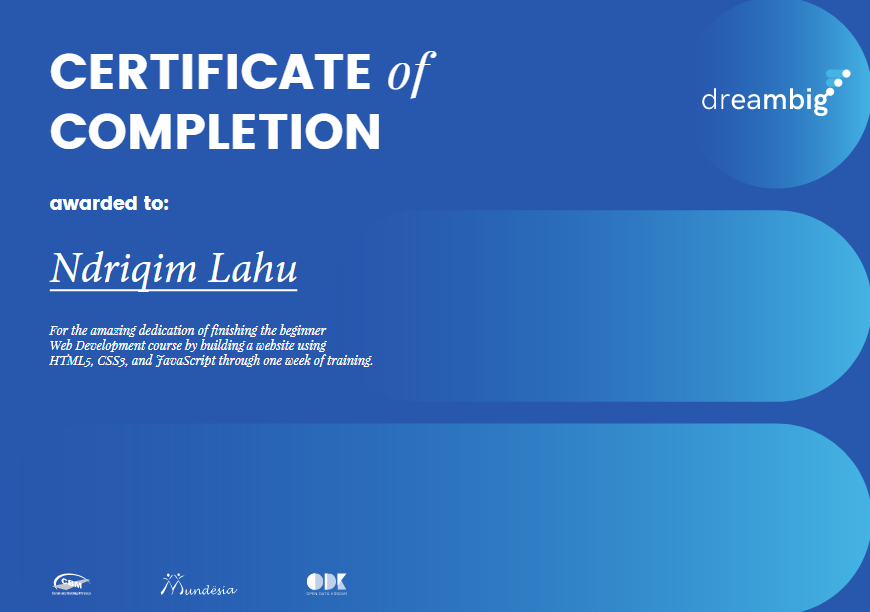 CERTIFICATE of
COMPLETION
dreambig
awarded to:
Ndriqim Lahu
For the amazing dedication of finishing the beginner
Web Development course by building a website using
HTML5, CSS3, and JavaScript through one week of training.
CBM
Mundësia
ODK
OPEN DATA KOSOVO